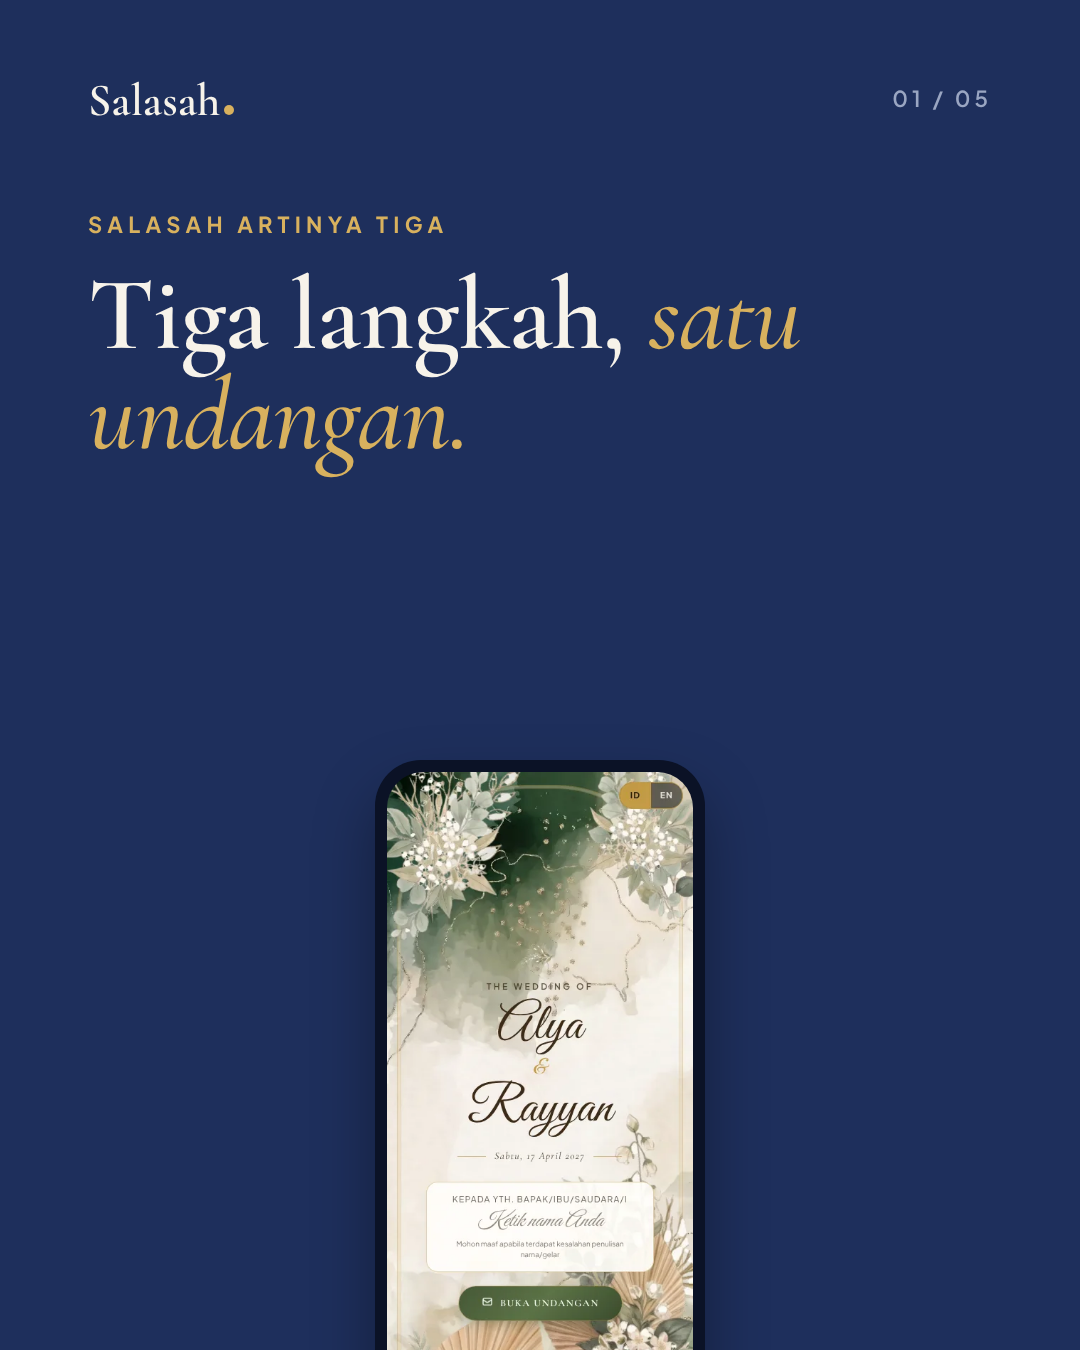 Salasah.
01 / 05
SALASAH ARTINYA TIGA
Tiga langkah, satu
undangan.
ID EN
THE WEDDING OF
Alya
&
Rayyan
Sabtu, 17 April 2027
KEPADA YTH. BAPAK/IBU/SAUDARA/I
Ketik nama Anda
Mohon maaf apabila terdapat kesalahan penulisan
nama/gelar
BUKA UNDANGAN